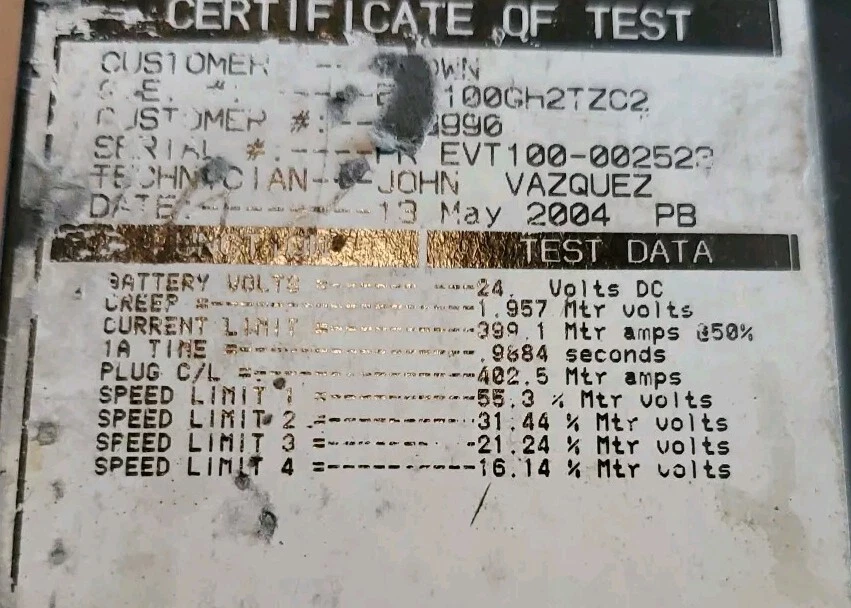 CERTIFICATE OF TEST
CUSTOMER
100Gh2TZC2
CUSTOMER #:
SERIAL #.----- EVT100-002523
TECHNICIAN---JOHN VAZQUEZ
DATE.---------13 May 2004 PB
FUNCTION TEST DATA
BATTERY VOLTS =-----------24. Volts DC
CREEP =-----------1.957 Mtr volts
CURRENT LIMIT =-----------399.1 Mtr amps @50%
1A TIME =-----------.9684 seconds
PLUG C/L =-----------402.5 Mtr amps
SPEED LIMIT 1 =-----------55.3 % Mtr volts
SPEED LIMIT 2 =-----------31.44 % Mtr volts
SPEED LIMIT 3 =-----------21.24 % Mtr volts
SPEED LIMIT 4 =-----------16.14 % Mtr volts